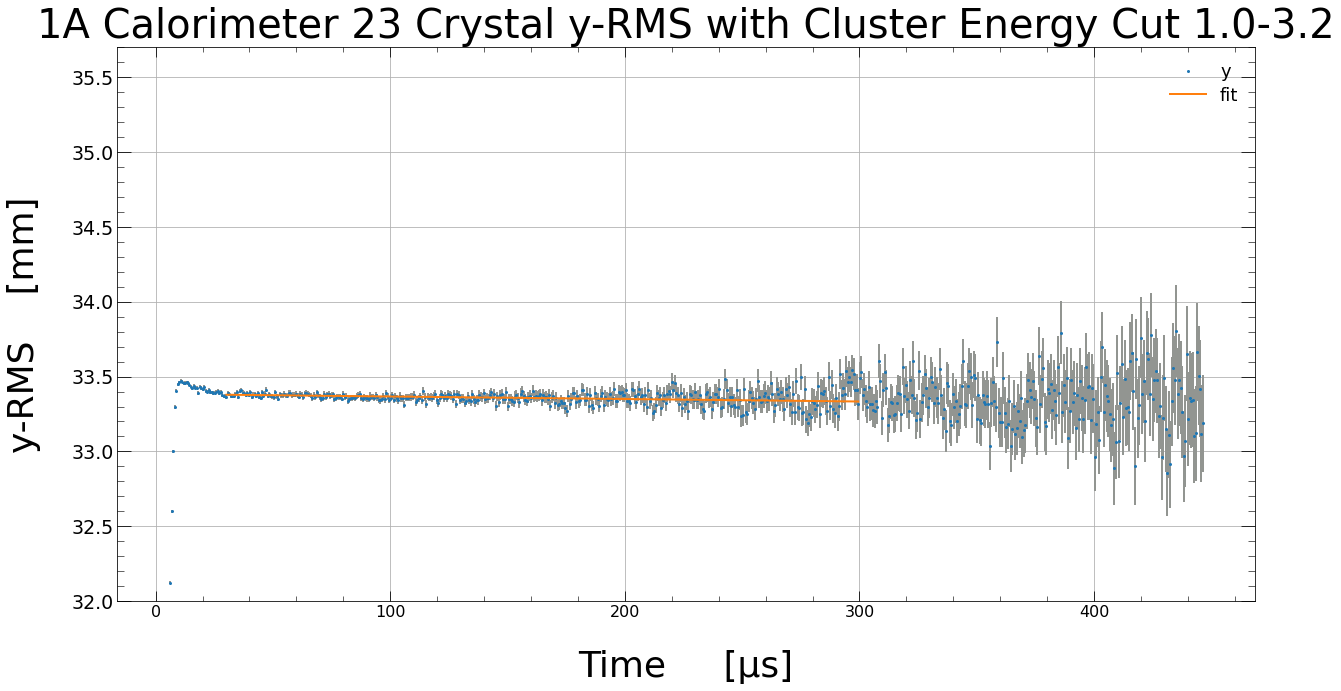 1A Calorimeter 23 Crystal y-RMS with Cluster Energy Cut 1.0-3.2
y
fit
35.5
35.0
34.5
34.0
33.5
33.0
32.5
32.0
y-RMS [mm]
0 100 200 300 400
Time [µs]